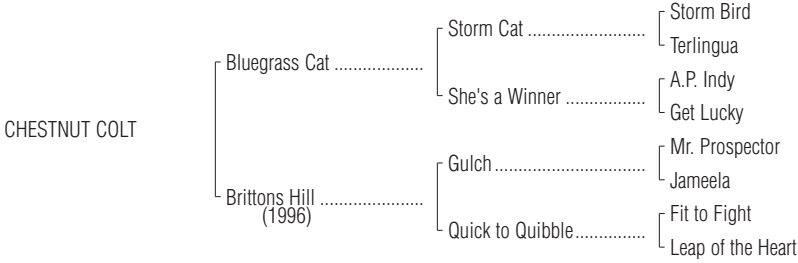 Storm Bird
Storm Cat ..........................
Terlingua
Bluegrass Cat ....................
A.P. Indy
She's a Winner ..................
Get Lucky
CHESTNUT COLT
Mr. Prospector
Gulch..................................
Jameela
Brittons Hill .......................
(1996)
Fit to Fight
Quick to Quibble................
Leap of the Heart